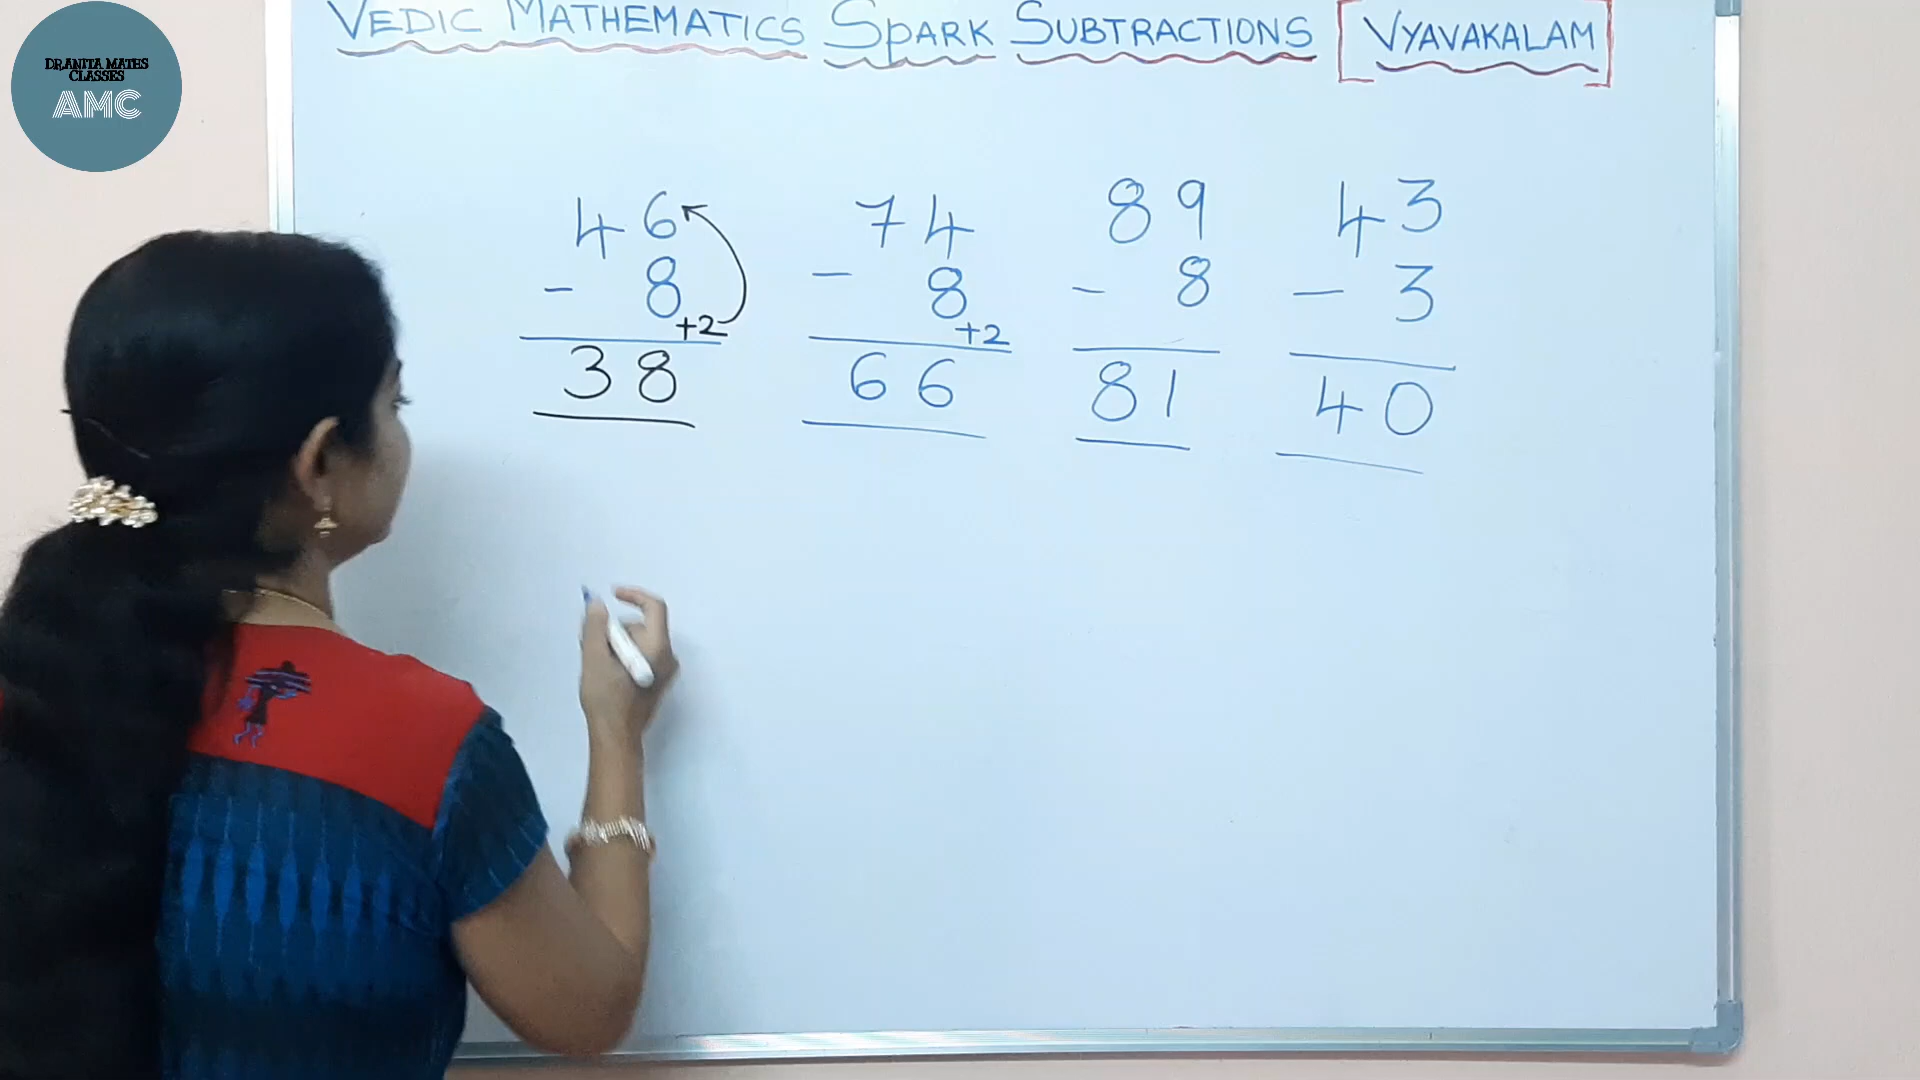 DR.ANITA MATES
CLASSES
AMC
VEDIC MATHEMATICS SPARK SUBTRACTIONS [VYAVAKALAM]
46 74 89 43
- 8 - 8 - 8 - 3
+2 +2
38 66 81 40